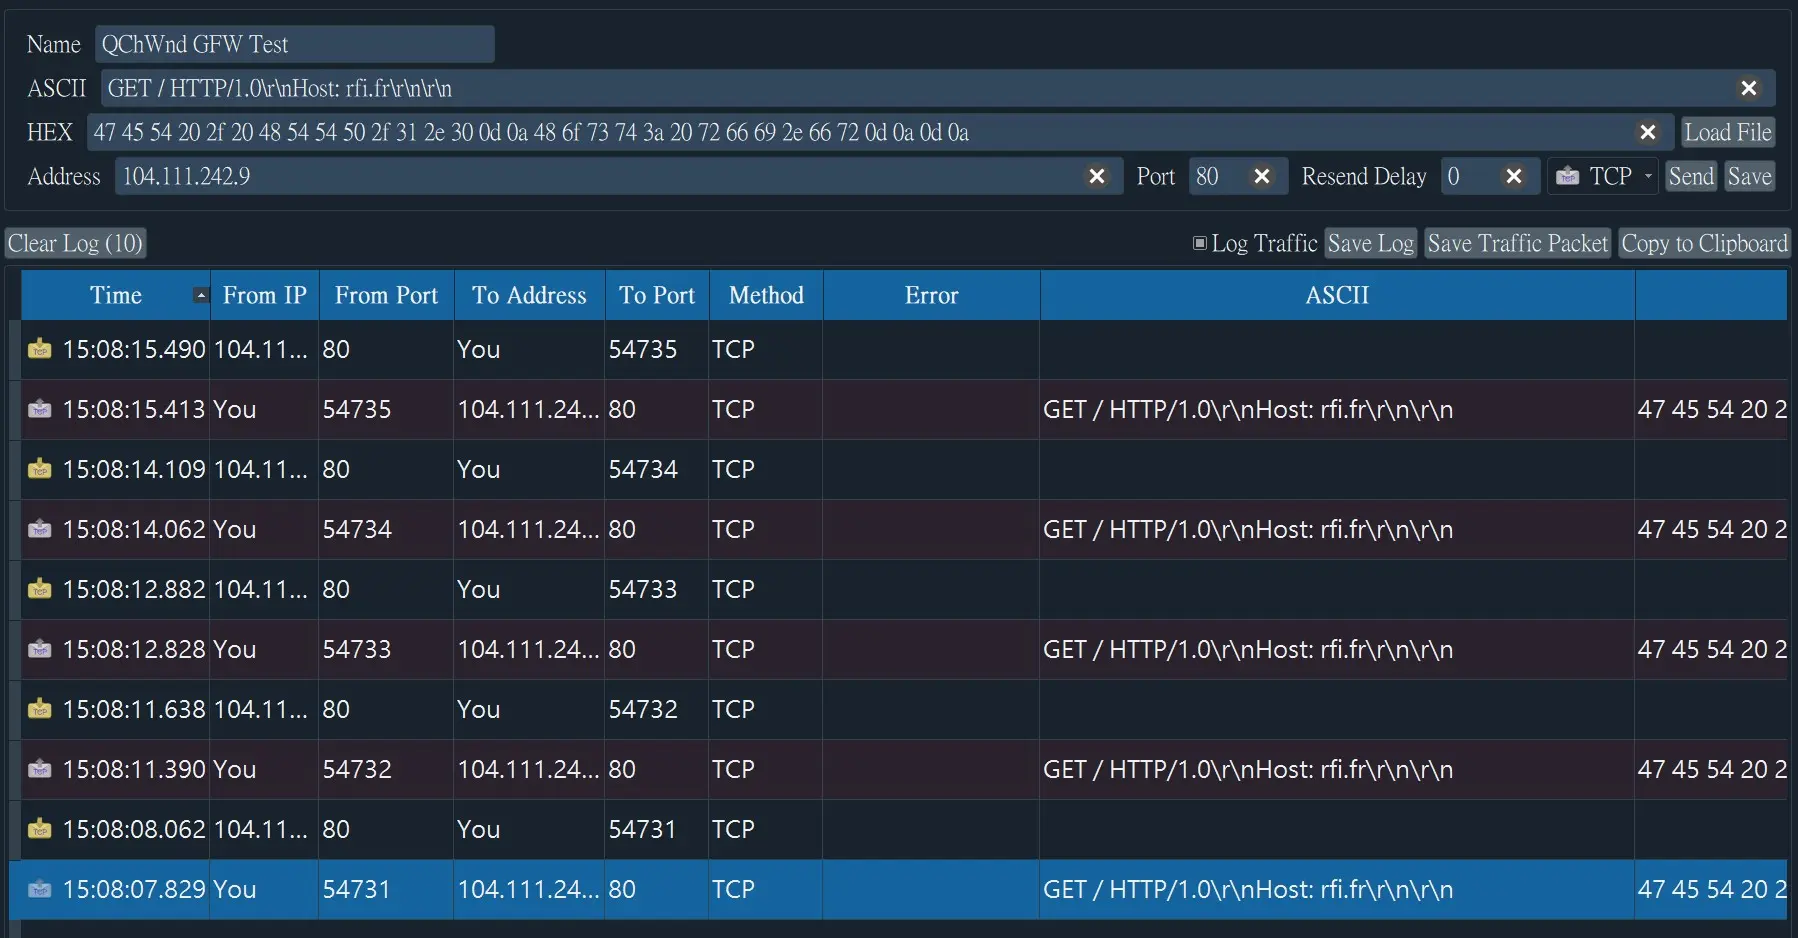 Name QChWnd GFW Test
ASCII GET / HTTP/1.0\r\nHost: rfi.fr\r\n\r\n
HEX 47 45 54 20 2f 20 48 54 54 50 2f 31 2e 30 0d 0a 48 6f 73 74 3a 20 72 66 69 2e 66 72 0d 0a 0d 0a Load File
Address 104.111.242.9 Port 80 Resend Delay 0 TCP Send Save
Clear Log (10) Log Traffic Save Log Save Traffic Packet Copy to Clipboard
Time From IP From Port To Address To Port Method Error ASCII
TCP 15:08:15.490 104.11... 80 You 54735 TCP
TCP 15:08:15.413 You 54735 104.111.24... 80 TCP GET / HTTP/1.0\r\nHost: rfi.fr\r\n\r\n 47 45 54 20 2
TCP 15:08:14.109 104.11... 80 You 54734 TCP
TCP 15:08:14.062 You 54734 104.111.24... 80 TCP GET / HTTP/1.0\r\nHost: rfi.fr\r\n\r\n 47 45 54 20 2
TCP 15:08:12.882 104.11... 80 You 54733 TCP
TCP 15:08:12.828 You 54733 104.111.24... 80 TCP GET / HTTP/1.0\r\nHost: rfi.fr\r\n\r\n 47 45 54 20 2
TCP 15:08:11.638 104.11... 80 You 54732 TCP
TCP 15:08:11.390 You 54732 104.111.24... 80 TCP GET / HTTP/1.0\r\nHost: rfi.fr\r\n\r\n 47 45 54 20 2
TCP 15:08:08.062 104.11... 80 You 54731 TCP
TCP 15:08:07.829 You 54731 104.111.24... 80 TCP GET / HTTP/1.0\r\nHost: rfi.fr\r\n\r\n 47 45 54 20 2